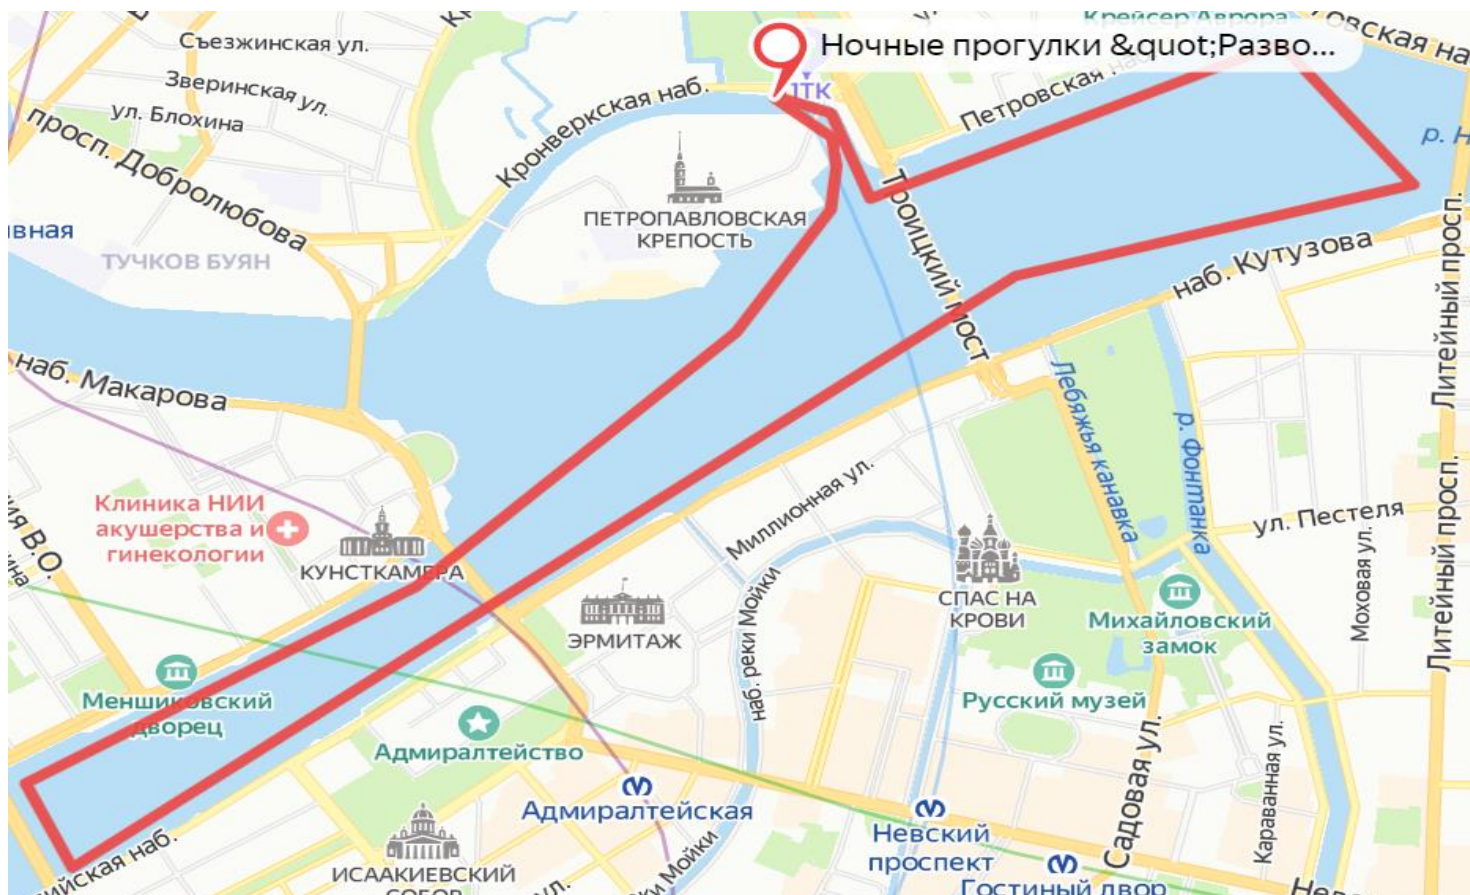 Крейсер Аврора
Съезжинская ул.
Ночные прогулки &quot;Разво...
Зверинская ул.
ул. Блохина
Кронверкская наб.
Петровская наб.
просп. Добролюбова
ПЕТРОПАВЛОВСКАЯ
КРЕПОСТЬ
Троицкий мост
наб. Кутузова
Литейный просп.
ТУЧКОВ БУЯН
наб. Макарова
Лебяжья канавка
р. Фонтанка
Литейный просп.
Клиника НИИ
акушерства и
гинекологии
КУНСТКАМЕРА
Миллионная ул.
ул. Пестеля
Моховая ул.
ЭРМИТАЖ
наб. реки Мойки
СПАС НА
КРОВИ
Михайловский
замок
Меншиковский
дворец
Русский музей
Адмиралтейство
Садовая ул.
Караванная ул.
Адмиралтейская
Невский
проспект
Гостиный двор
ИСААКИЕВСКИЙ
СОБОР